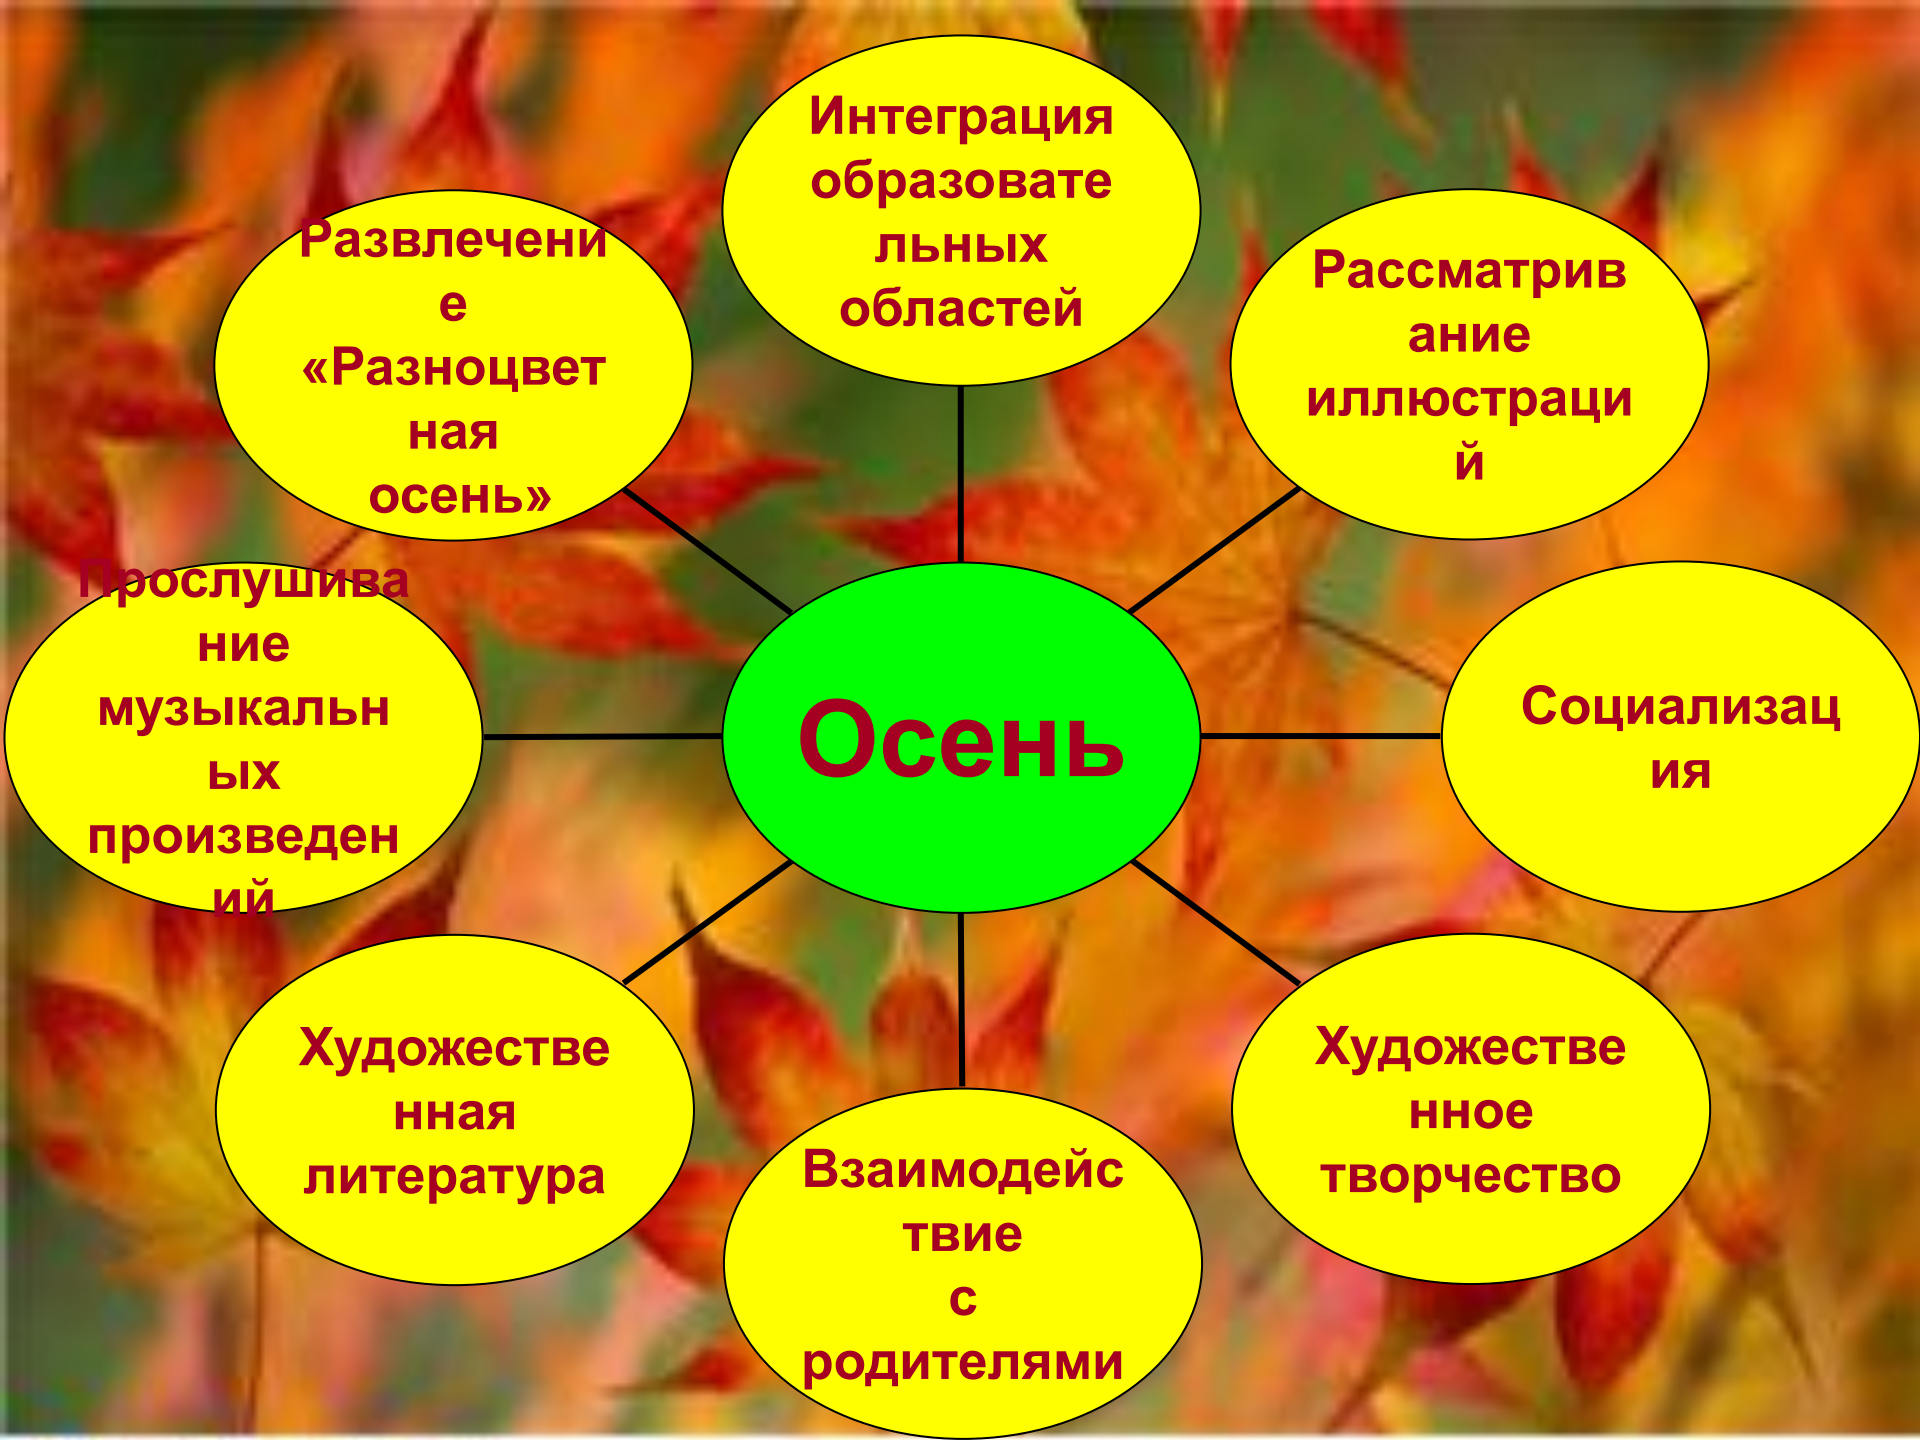 Интеграция
образовате
льных
областей
Развлечени
е
«Разноцвет
ная
осень»
Рассматрив
ание
иллюстраци
й
Прослушива
ние
музыкальн
ых
произведен
ий
Осень
Социализац
ия
Художестве
нная
литература
Взаимодейс
твие
с
родителями
Художестве
нное
творчество